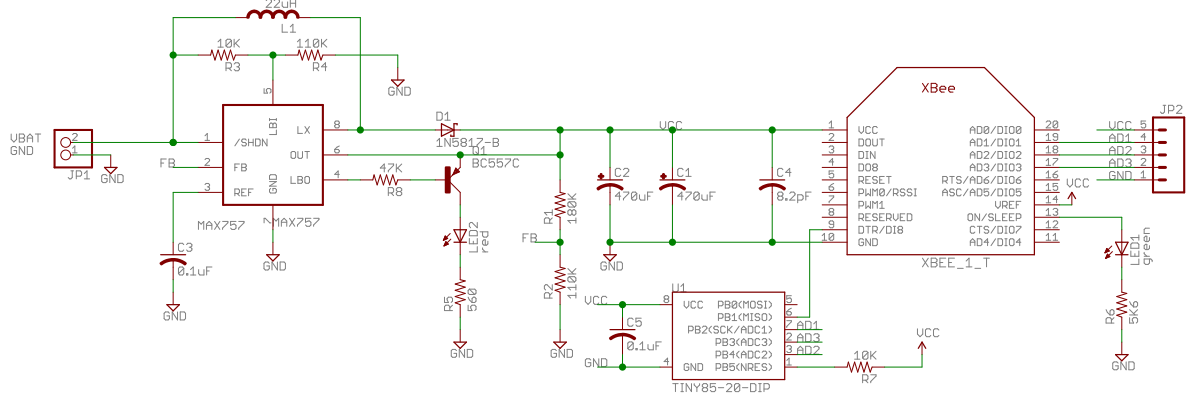 22uH
L1
10K
R3
110K
R4
GND
5
LBI
VBAT
GND
2
1
JP1
GND
1
/SHDN
LX
8
FB
2
FB
OUT
6
3
REF
GND
LBO
4
7
MAX757
MAX757
GND
C3
0.1uF
GND
D1
1N5817-B
Q1
BC557C
47K
R8
LED2
red
R5
560
GND
R1
180K
FB
R2
110K
GND
VCC
C2
470uF
C1
470uF
C4
8.2pF
GND
XBee
1
VCC
AD0/DIO0
20
2
DOUT
AD1/DIO1
19
3
DIN
AD2/DIO2
18
4
DO8
AD3/DIO3
17
5
RESET
RTS/AD6/DIO6
16
6
PWM0/RSSI
ASC/AD5/DIO5
15
7
PWM1
VREF
14
8
RESERVED
ON/SLEEP
13
9
DTR/DI8
CTS/DIO7
12
10
GND
AD4/DIO4
11
XBEE_1_T
JP2
VCC
5
AD1
4
AD2
3
AD3
2
GND
1
VCC
LED1
green
R6
5K6
GND
U1
VCC
8
VCC
PB0(MOSI)
5
PB1(MISO)
6
C5
0.1uF
PB2(SCK/ADC1)
7
AD1
PB3(ADC3)
2
AD3
PB4(ADC2)
3
AD2
GND
4
GND
PB5(NRES)
1
TINY85-20-DIP
10K
R7
VCC